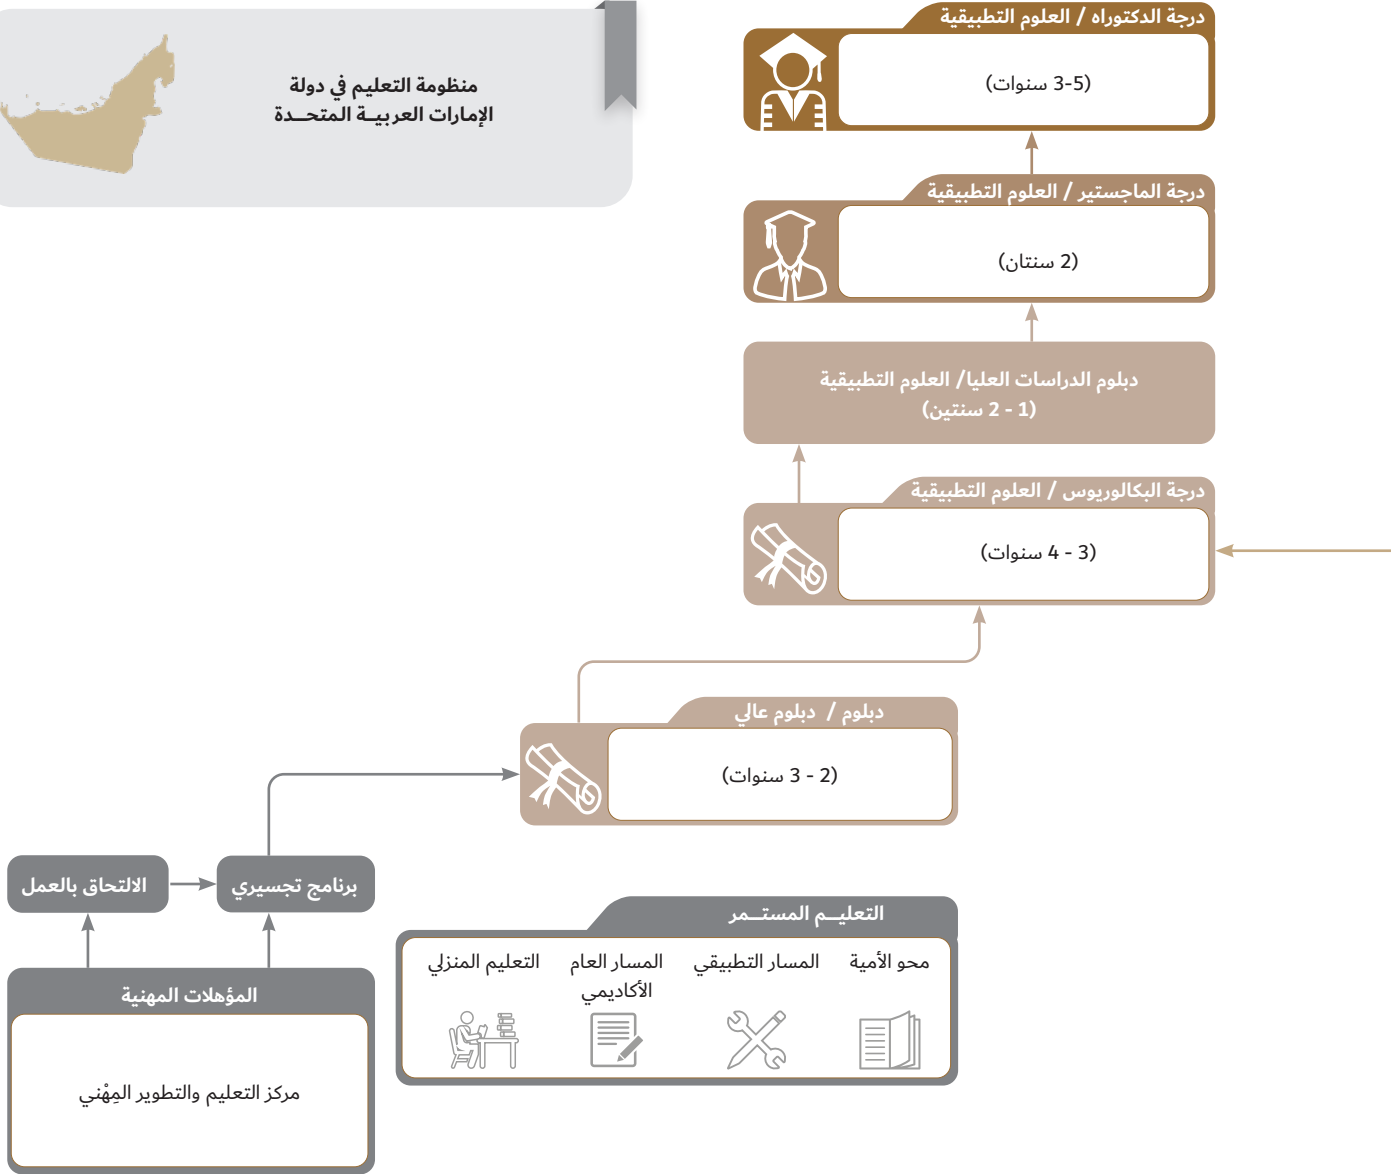 درجة الدكتوراه / العلوم التطبيقية
(3-5 سنوات)
منظومة التعليم في دولة
الإمارات العربيــة المتحــدة
درجة الماجستير / العلوم التطبيقية
(2 سنتان)
دبلوم الدراسات العليا/ العلوم التطبيقية
(1 - 2 سنتين)
درجة البكالوريوس / العلوم التطبيقية
(3 - 4 سنوات)
دبلوم / دبلوم عالي
(2 - 3 سنوات)
برنامج تجسيري
الالتحاق بالعمل
التعليــم المستــمر
محو الأمية
المسار التطبيقي
المسار العام
الأكاديمي
التعليم المنزلي
المؤهلات المهنية
مركز التعليم والتطوير المِهْني